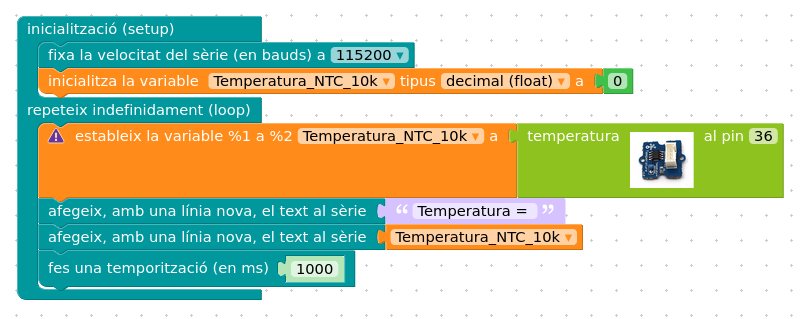 inicialització (setup)
fixa la velocitat del sèrie (en bauds) a 115200 ▾
inicialitza la variable Temperatura_NTC_10k ▾ tipus decimal (float) ▾ a 0
repeteix indefinidament (loop)
estableix la variable %1 a %2 Temperatura_NTC_10k ▾ a temperatura al pin 36
afegeix, amb una línia nova, el text al sèrie “ Temperatura = ”
afegeix, amb una línia nova, el text al sèrie Temperatura_NTC_10k ▾
fes una temporització (en ms) 1000